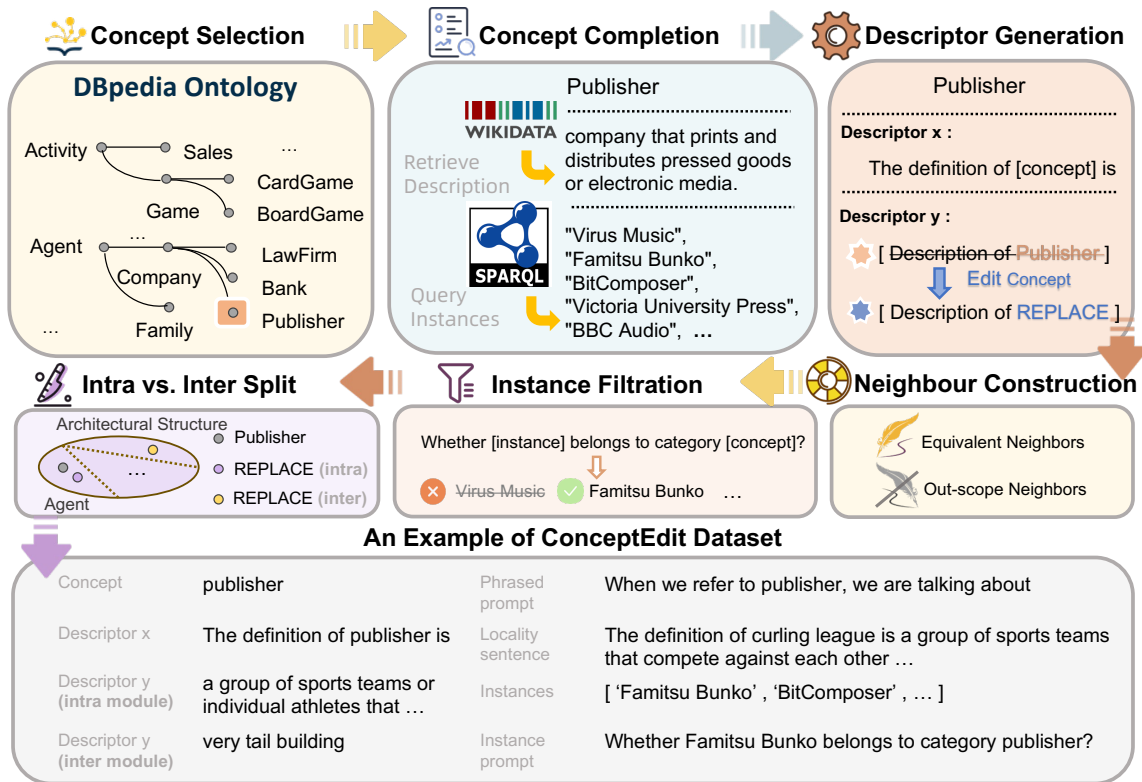 Concept Selection
Concept Completion
Descriptor Generation
DBpedia Ontology
Activity
Sales
...
CardGame
Game
BoardGame
Agent
...
LawFirm
Company
Bank
Publisher
...
Family
Publisher
WIKIDATA
Retrieve
Description
company that prints and
distributes pressed goods
or electronic media.
SPARQL
Query
Instances
"Virus Music",
"Famitsu Bunko",
"BitComposer",
"Victoria University Press",
"BBC Audio", ...
Publisher
Descriptor x :
The definition of [concept] is
Descriptor y :
[ Description of Publisher ]
Edit Concept
[ Description of REPLACE ]
Intra vs. Inter Split
Instance Filtration
Neighbour Construction
Architectural Structure
...
Agent
Publisher
REPLACE (intra)
REPLACE (inter)
Whether [instance] belongs to category [concept]?
Virus Music Famitsu Bunko ...
Equivalent Neighbors
Out-scope Neighbors
An Example of ConceptEdit Dataset
Concept
publisher
Descriptor x
The definition of publisher is
Descriptor y
(intra module)
a group of sports teams or
individual athletes that ...
Descriptor y
(inter module)
very tail building
Phrased
prompt
When we refer to publisher, we are talking about
Locality
sentence
The definition of curling league is a group of sports teams
that compete against each other ...
Instances
[ ‘Famitsu Bunko’ , ‘BitComposer’ , ... ]
Instance
prompt
Whether Famitsu Bunko belongs to category publisher?